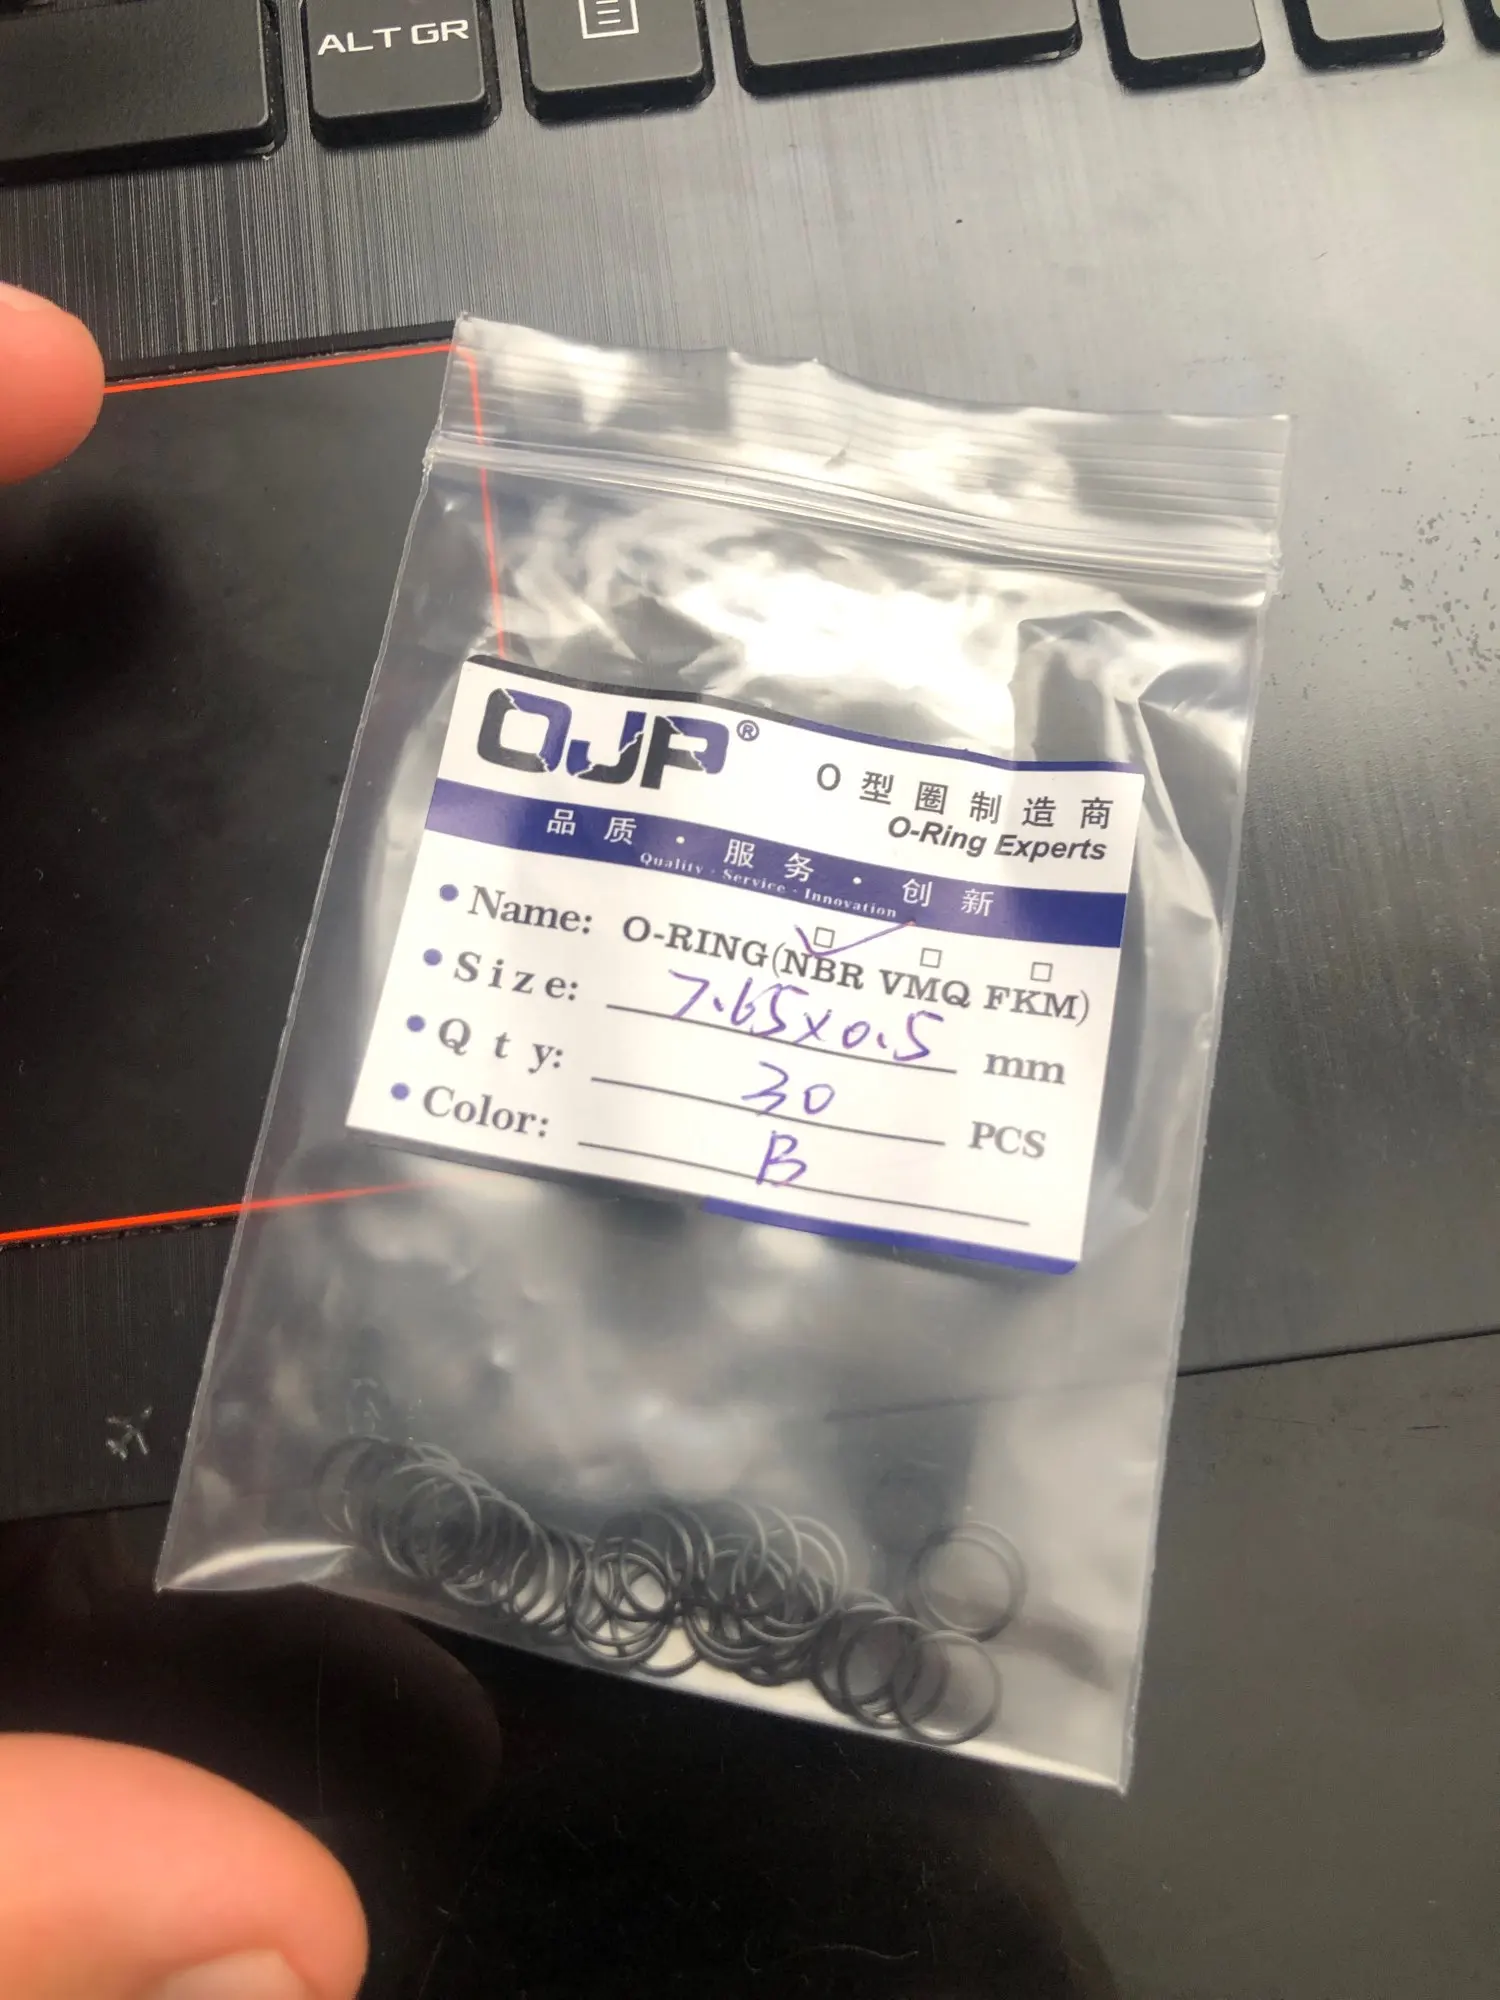 ALT GR
OJP®
O型圈制造商
O-Ring Experts
品质·服务·创新
Quality · Service · Innovation
Name: O-RING(NBR VMQ FKM)
Size: 7.65x0.5 mm
Qty: 30 PCS
Color: B